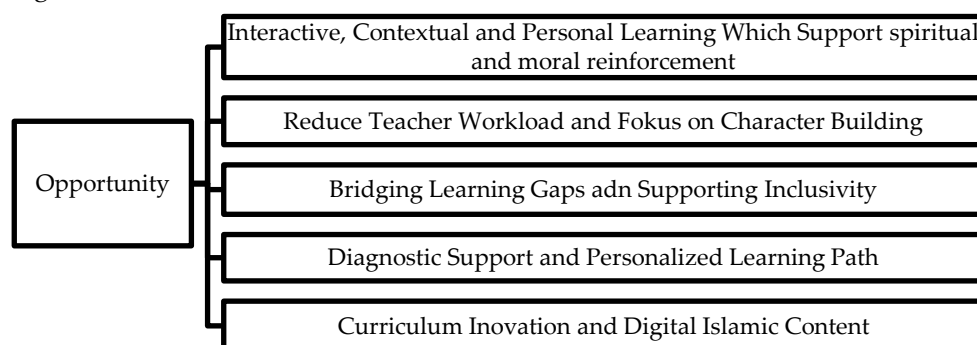 Interactive, Contextual and Personal Learning Which Support spiritual
and moral reinforcement
Reduce Teacher Workload and Fokus on Character Building
Opportunity
Bridging Learning Gaps adn Supporting Inclusivity
Diagnostic Support and Personalized Learning Path
Curriculum Inovation and Digital Islamic Content